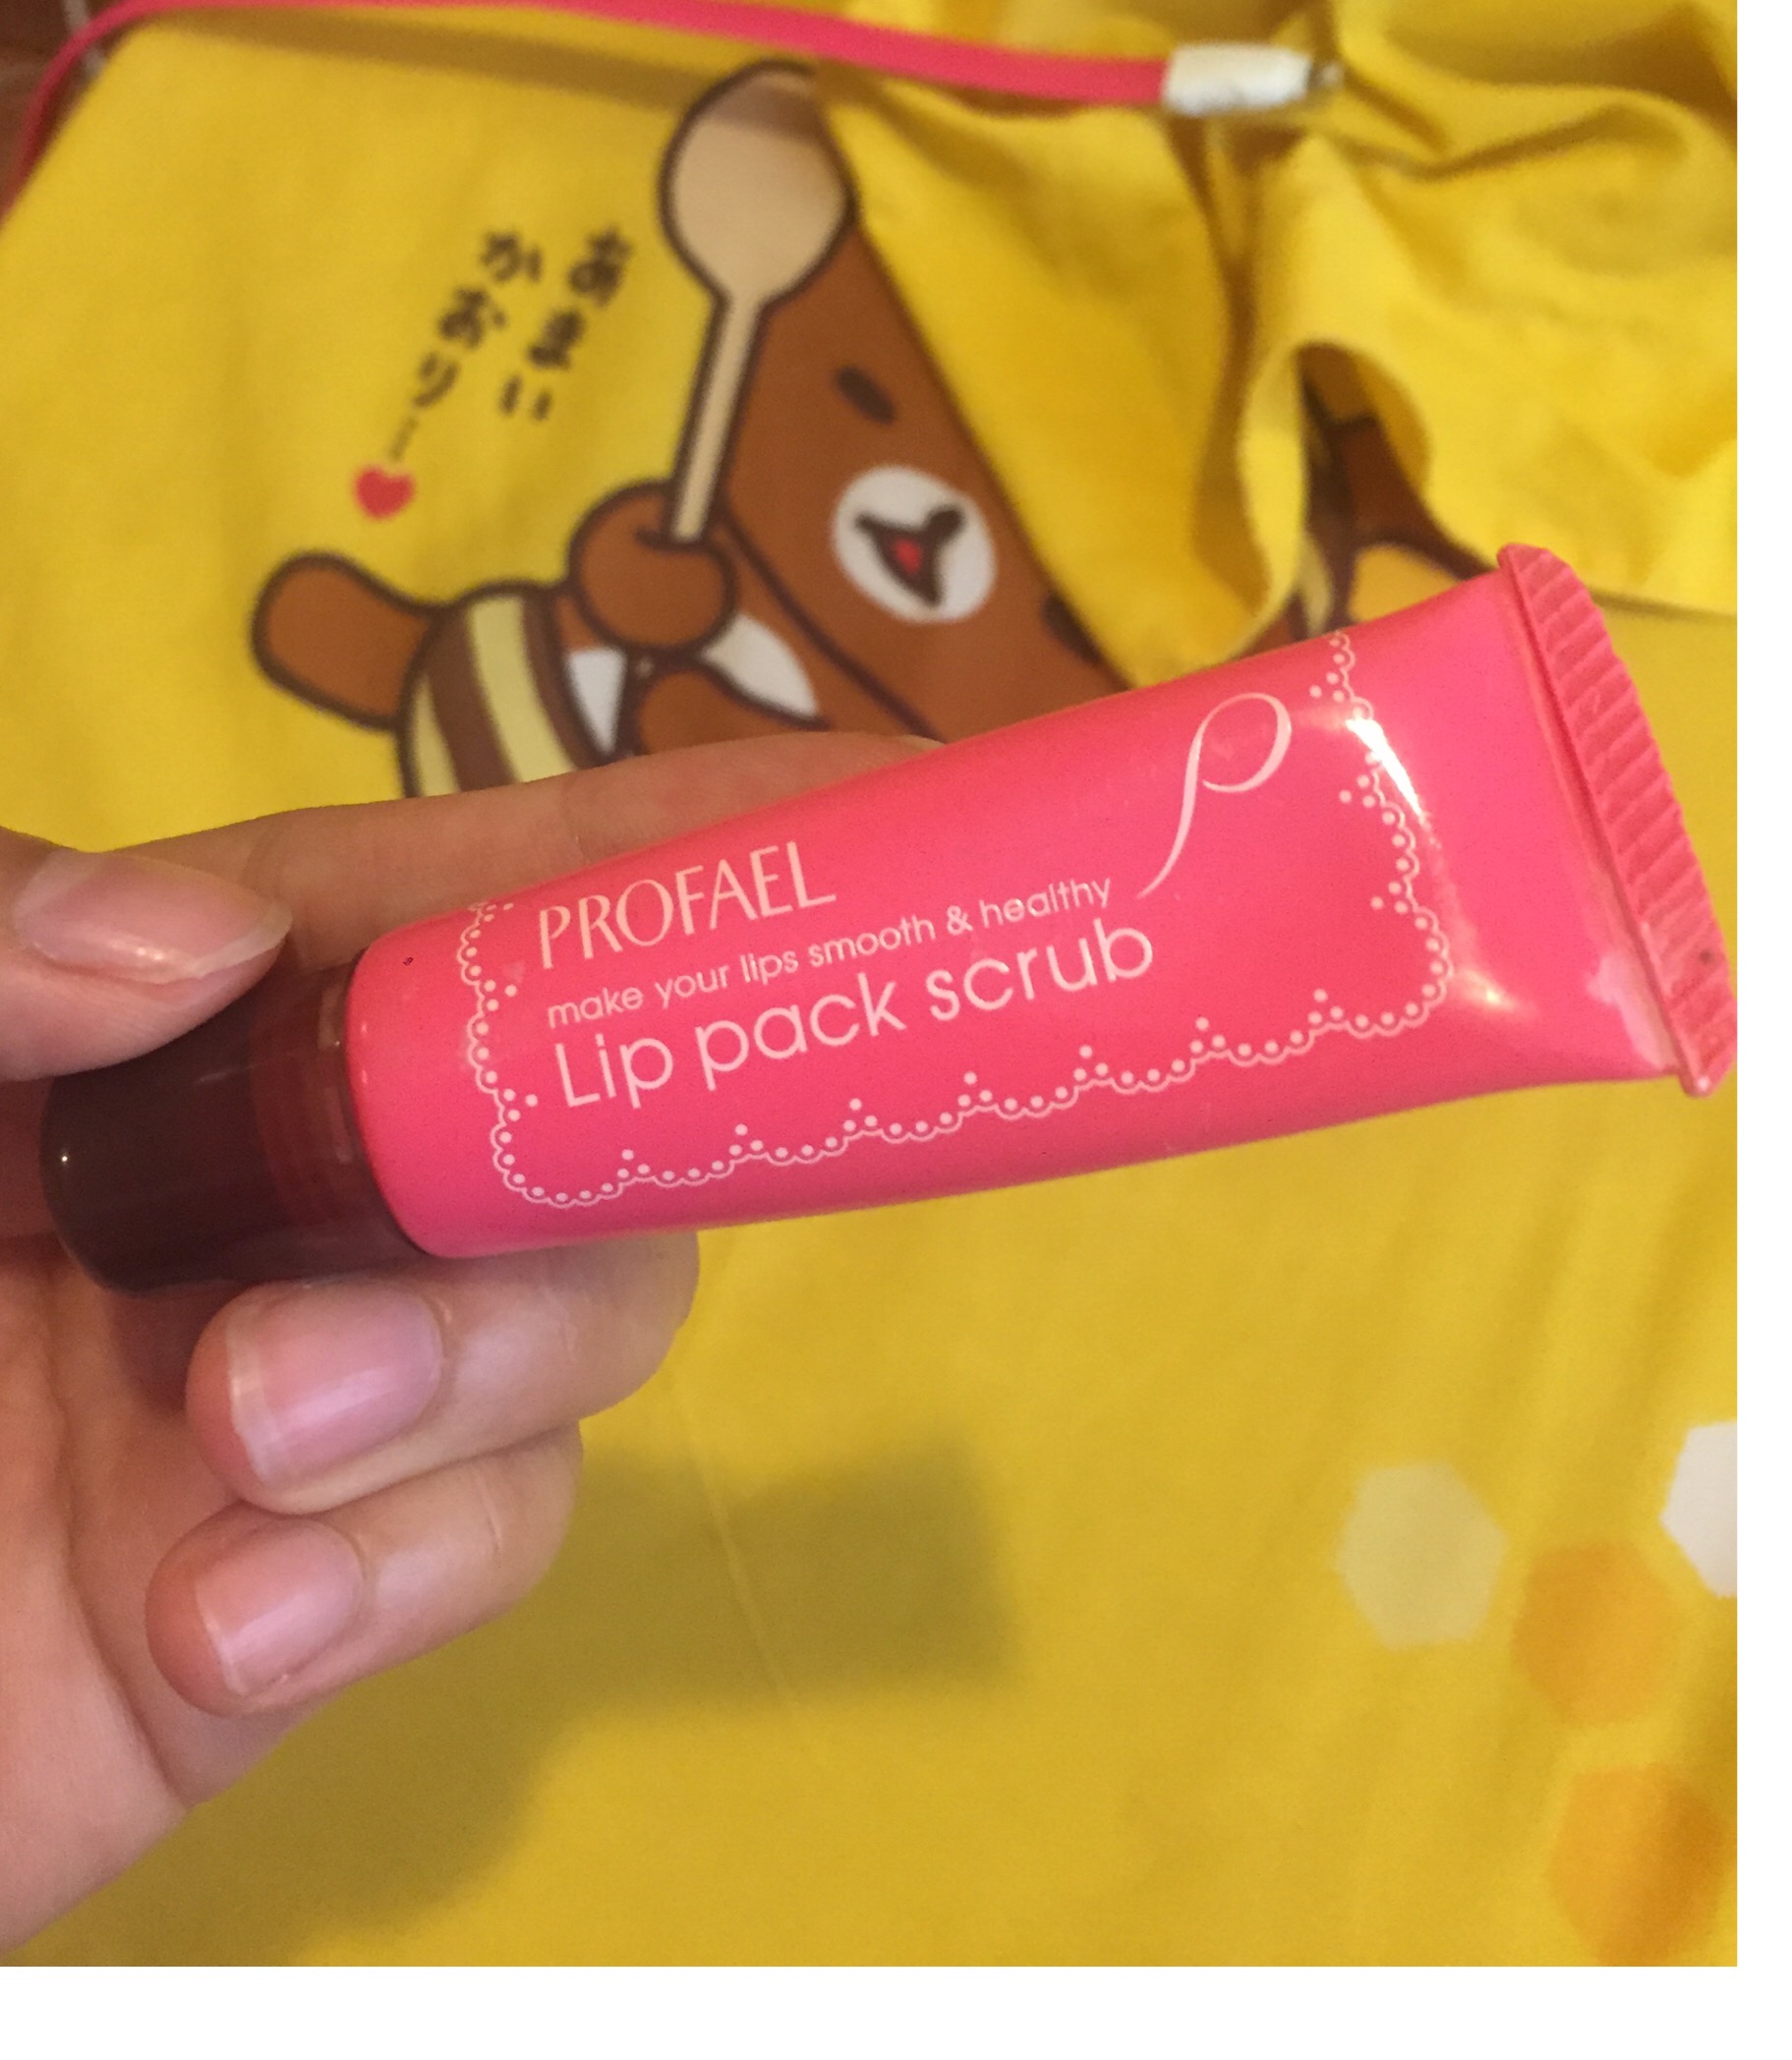 あまい
かおりー
PROFAEL
make your lips smooth & healthy
Lip pack scrub